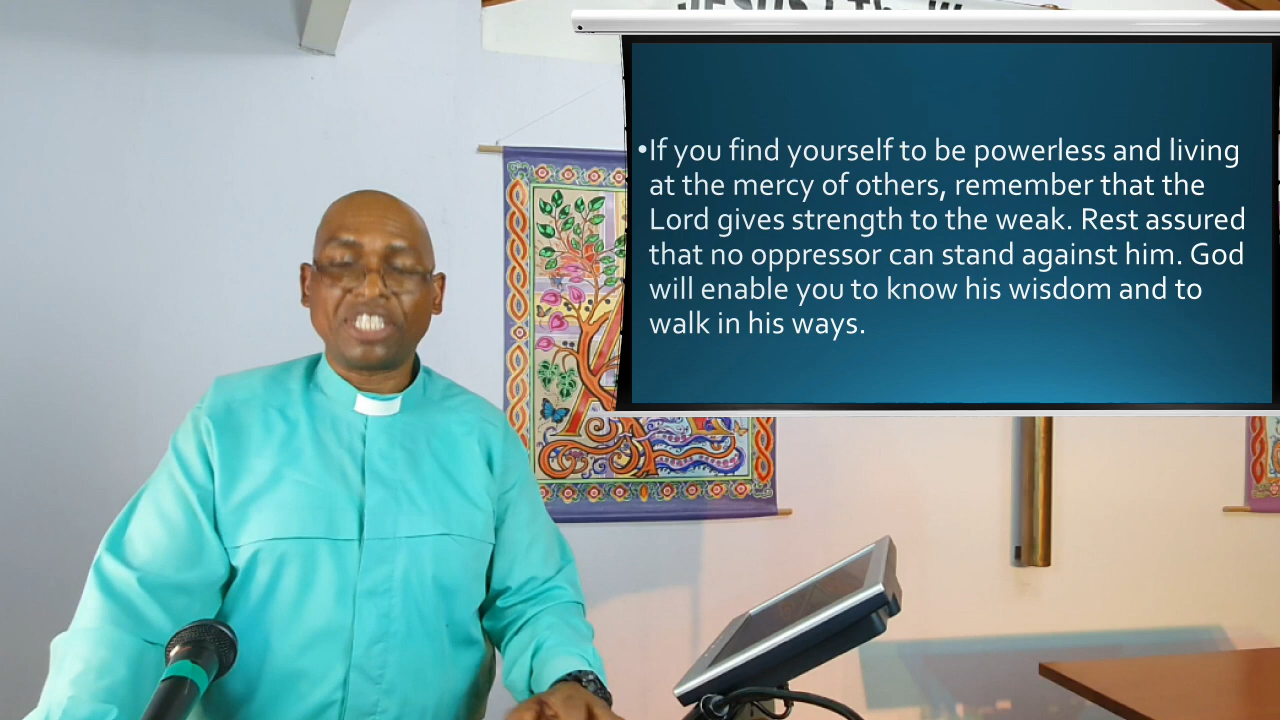 JESUS
•If you find yourself to be powerless and living
at the mercy of others, remember that the
Lord gives strength to the weak. Rest assured
that no oppressor can stand against him. God
will enable you to know his wisdom and to
walk in his ways.